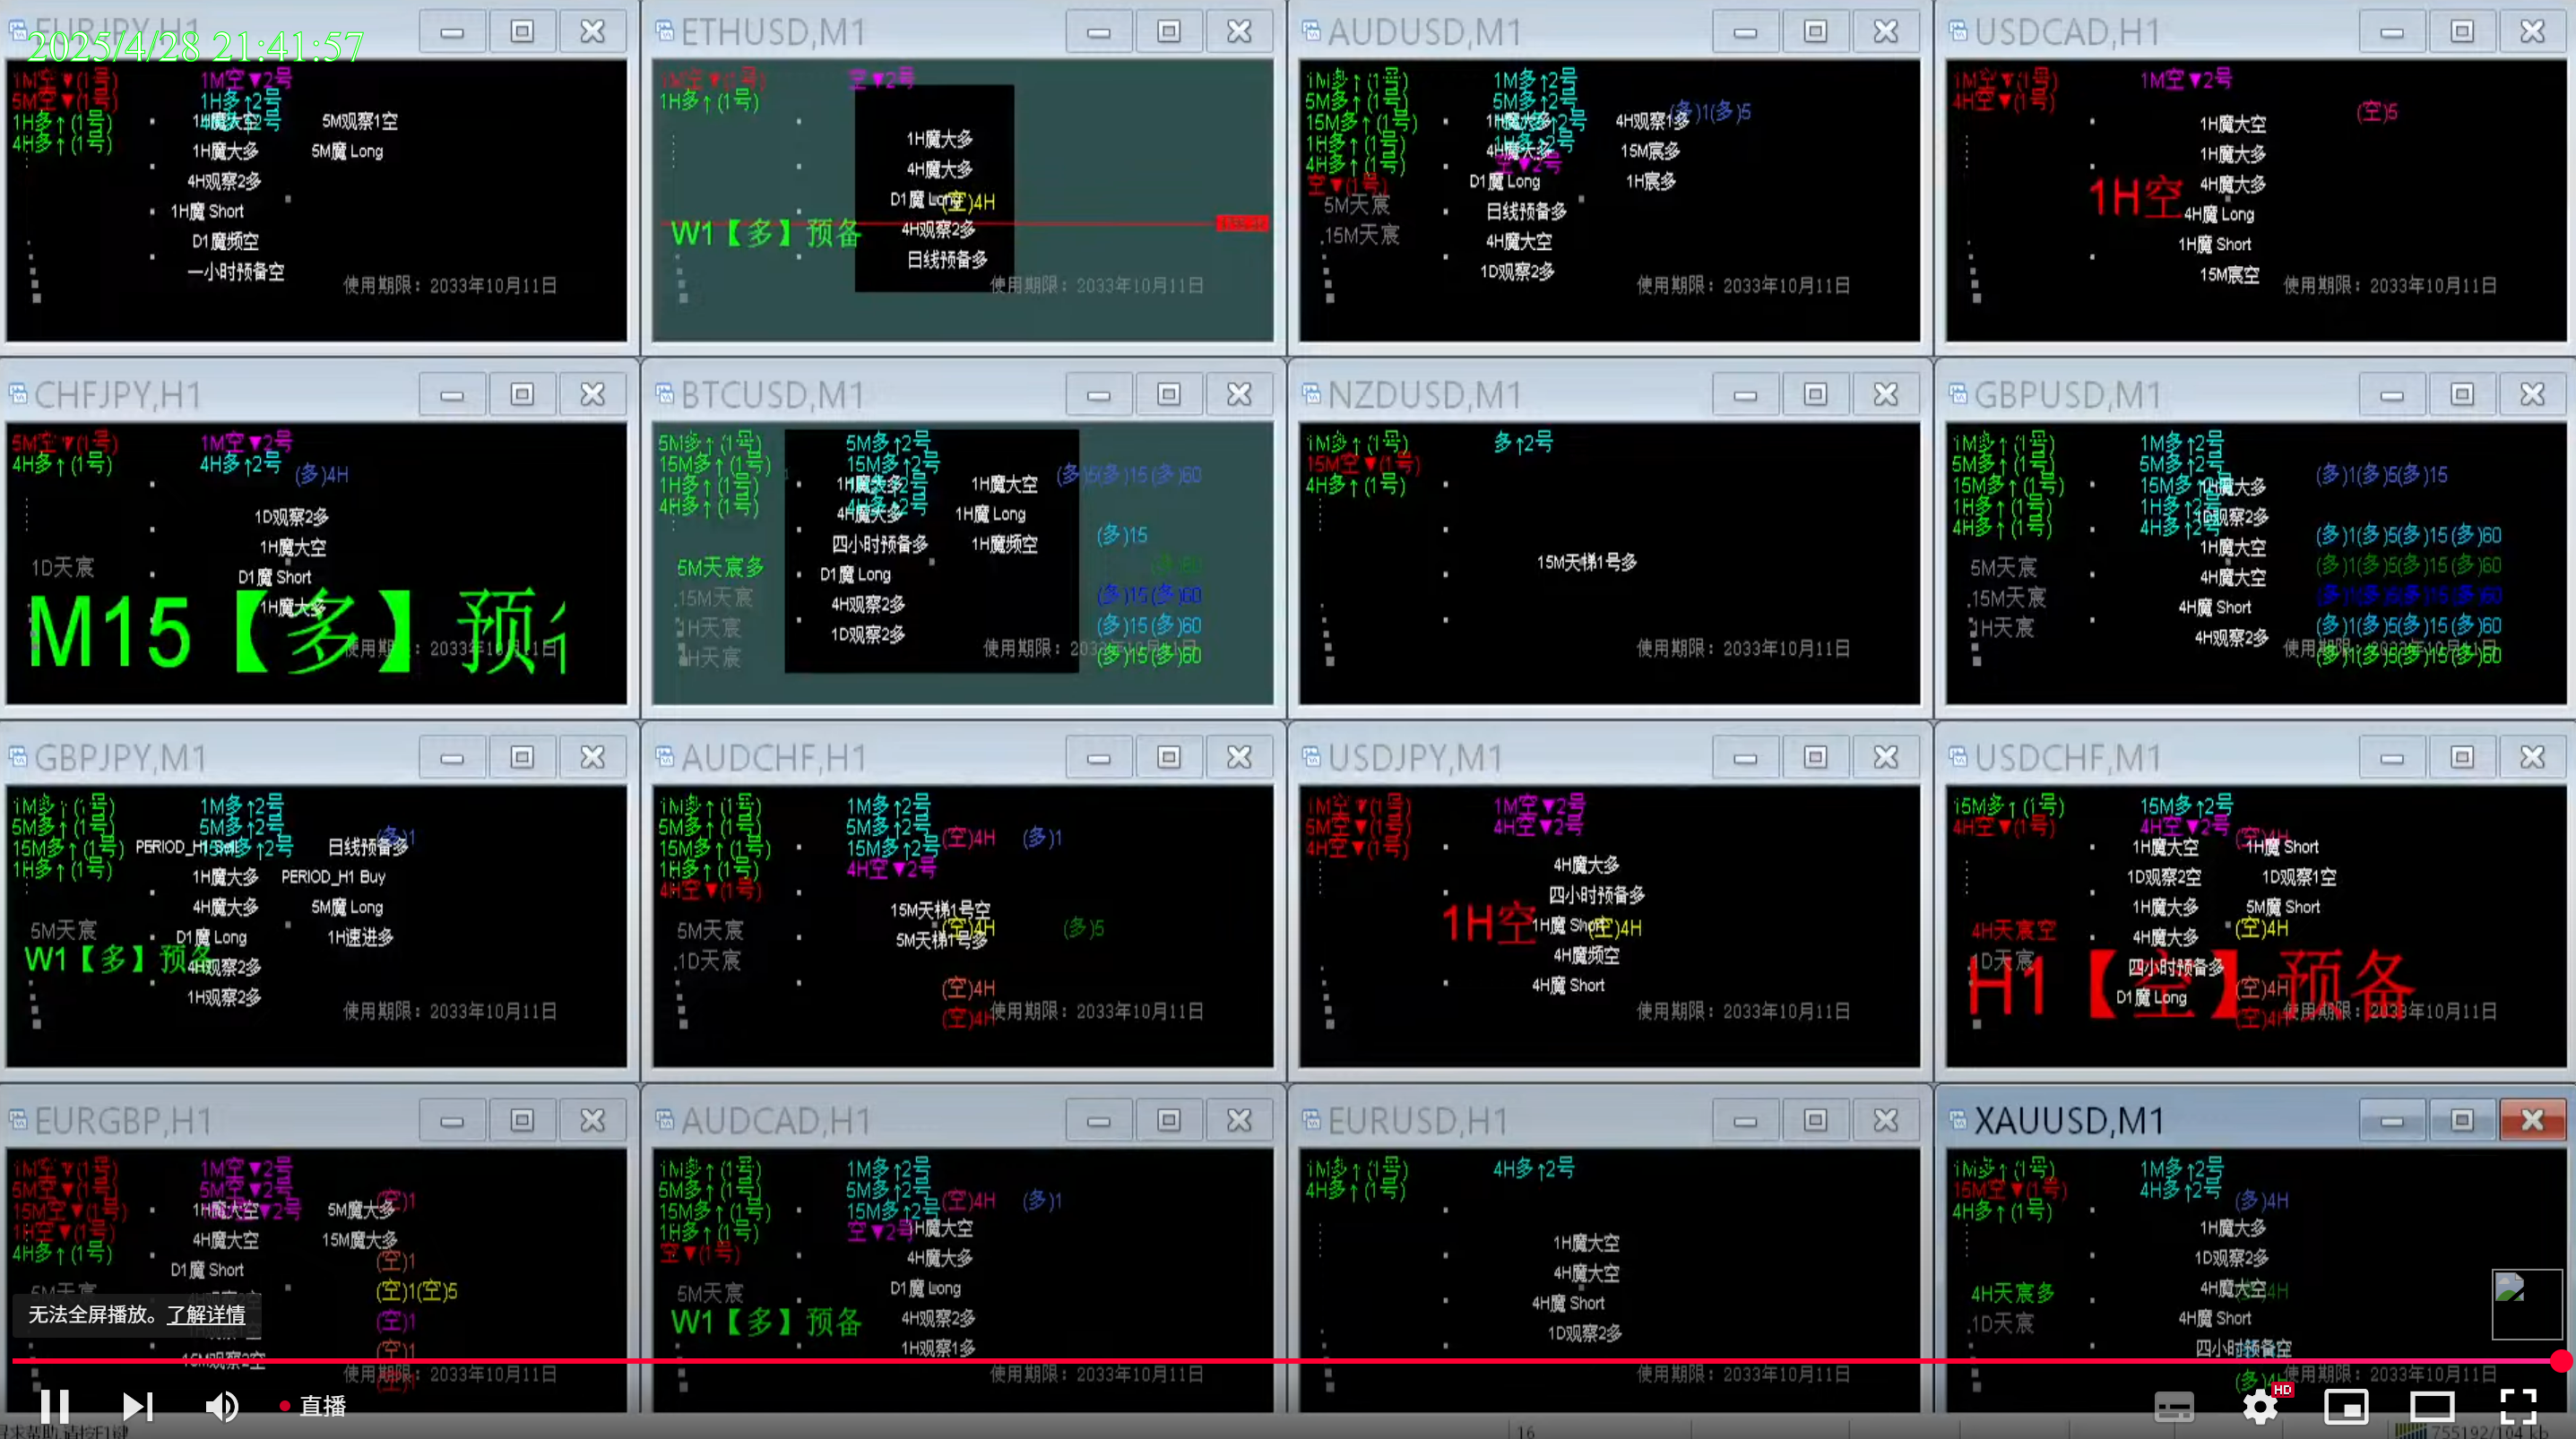 EURJPY,H1
2025/4/28 21:41:57
1M空▼(1号)
5M空▼(1号)
1H多↑(1号)
4H多↑(1号)
1M空▼2号
1H多↑2号
4H多↑2号
1H魔大空
5M观察1空
1H魔大多
5M魔 Long
4H观察2多
1H魔 Short
D1魔频空
一小时预备空
使用期限：2033年10月11日
ETHUSD,M1
1M空▼(1号)
1H多↑(1号)
空▼2号
1H魔大多
4H魔大多
D1魔 Long
(空)4H
W1【多】预备
4H观察2多
日线预备多
使用期限：2033年10月11日
AUDUSD,M1
1M多↑(1号)
5M多↑(1号)
15M多↑(1号)
1H多↑(1号)
4H多↑(1号)
空▼(1号)
5M天宸
15M天宸
1M多↑2号
5M多↑2号
1H多↑2号
空▼2号
(多)1(多)5
1H魔大多
4H观察1多
4H魔大多
15M宸多
D1魔 Long
1H宸多
日线预备多
4H魔大空
1D观察2多
使用期限：2033年10月11日
USDCAD,H1
1M空▼(1号)
4H空▼(1号)
1M空▼2号
(空)5
1H魔大空
1H魔大多
4H魔大多
1H空
4H魔 Long
1H魔 Short
15M宸空
使用期限：2033年10月11日
CHFJPY,H1
5M空▼(1号)
4H多↑(1号)
1M空▼2号
4H多↑2号
(多)4H
1D观察2多
1H魔大空
1D天宸
D1魔 Short
1H魔大多
M15【多】预
使用期限：2033年10月11日
BTCUSD,M1
5M多↑(1号)
15M多↑(1号)
1H多↑(1号)
4H多↑(1号)
5M多↑2号
15M多↑2号
4H多↑2号
(多)5(多)15(多)60
1H魔大多
1H魔大空
4H魔大多
1H魔 Long
(多)15
四小时预备多
1H魔频空
5M天宸多
D1魔 Long
15M天宸
4H观察2多
(多)15(多)60
1H天宸
1D观察2多
(多)15(多)60
4H天宸
使用期限：2033年10月11日
(多)15(多)60
NZDUSD,M1
1M多↑(1号)
15M空▼(1号)
4H多↑(1号)
多↑2号
15M天梯1号多
使用期限：2033年10月11日
GBPUSD,M1
1M多↑(1号)
5M多↑(1号)
15M多↑(1号)
1H多↑(1号)
4H多↑(1号)
1M多↑2号
5M多↑2号
15M多↑2号
1H多↑2号
4H多↑2号
(多)1(多)5(多)15
1H魔大多
1D观察2多
(多)1(多)5(多)15(多)60
1H魔大空
5M天宸
(多)1(多)5(多)15(多)60
4H魔大空
15M天宸
(多)1(多)5(多)15(多)60
4H魔 Short
1H天宸
(多)1(多)5(多)15(多)60
4H观察2多
使用期限：2033年10月11日
(多)1(多)5(多)15(多)60
GBPJPY,M1
1M多↑(1号)
5M多↑(1号)
15M多↑(1号)
1H多↑(1号)
1M多↑2号
5M多↑2号
15M多↑2号
(多)1
PERIOD_H1 Sell
日线预备多
1H魔大多
PERIOD_H1 Buy
4H魔大多
5M魔 Long
5M天宸
D1魔 Long
1H速进多
W1【多】预备
4H观察2多
1H观察2多
使用期限：2033年10月11日
AUDCHF,H1
1M多↑(1号)
5M多↑(1号)
15M多↑(1号)
1H多↑(1号)
4H空▼(1号)
1M多↑2号
5M多↑2号
15M多↑2号
4H空▼2号
(空)4H
(多)1
15M天梯1号空
5M天宸
(空)4H
(多)5
5M天梯1号多
1D天宸
(空)4H
使用期限：2033年10月11日
(空)4H
USDJPY,M1
1M空▼(1号)
5M空▼(1号)
4H空▼(1号)
1M空▼2号
4H空▼2号
4H魔大多
四小时预备多
1H空
1H魔 Short
(空)4H
4H魔频空
4H魔 Short
使用期限：2033年10月11日
USDCHF,M1
15M多↑(1号)
4H空▼(1号)
15M多↑2号
4H空▼2号
(空)4H
1H魔大空
1H魔 Short
1D观察2空
1D观察1空
1H魔大多
5M魔 Short
4H天宸空
4H魔大多
(空)4H
1D天宸
四小时预备多
H1【空】预备
D1魔 Long
(空)4H
使用期限：2033年10月11日
(空)4H
EURGBP,H1
1M空▼(1号)
5M空▼(1号)
15M空▼(1号)
1H空▼(1号)
4H多↑(1号)
1M空▼2号
5M空▼2号
15M空▼2号
(空)1
1H魔大空
5M魔大多
4H魔大空
15M魔大多
(空)1
D1魔 Short
5M天宸
(空)1(空)5
(空)1
(空)1
15M观察2空
使用期限：2033年10月11日
AUDCAD,H1
1M多↑(1号)
5M多↑(1号)
15M多↑(1号)
1H多↑(1号)
空▼(1号)
1M多↑2号
5M多↑2号
15M多↑2号
空▼2号
(空)4H
(多)1
1H魔大空
4H魔大多
5M天宸
D1魔 Long
W1【多】预备
4H观察2多
1H观察1多
使用期限：2033年10月11日
EURUSD,H1
1M多↑(1号)
4H多↑(1号)
4H多↑2号
1H魔大空
4H魔大空
4H魔 Short
1D观察2多
使用期限：2033年10月11日
XAUUSD,M1
1M多↑(1号)
15M空▼(1号)
4H多↑(1号)
1M多↑2号
4H多↑2号
(多)4H
1H魔大多
1D观察2多
4H天宸多
4H魔大空
1D天宸
4H魔 Short
四小时预备空
使用期限：2033年10月11日
(多)4H
无法全屏播放。了解详情
直播
HD
16
755192/104 kb